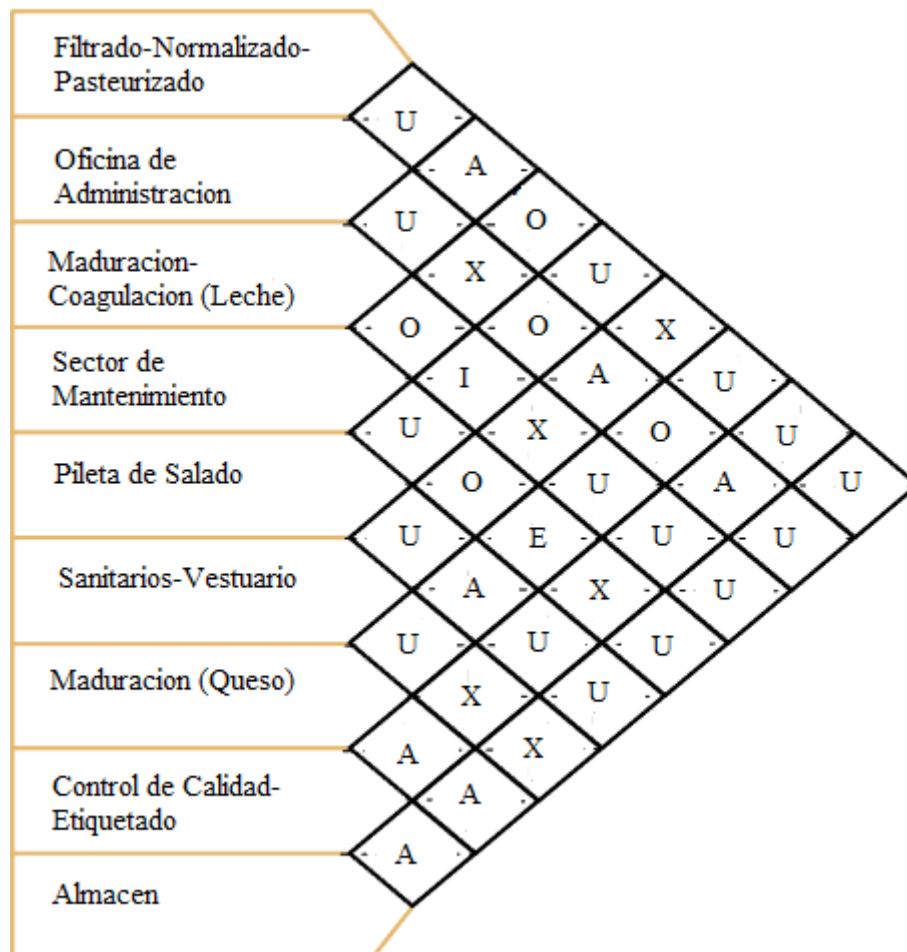 Filtrado-Normalizado-
Pasteurizado
Oficina de
Administracion
Maduracion-
Coagulacion (Leche)
Sector de
Mantenimiento
Pileta de Salado
Sanitarios-Vestuario
Maduracion (Queso)
Control de Calidad-
Etiquetado
Almacen
U
A
U O
X U
O O X
I A U
U X O U
O U A U
U E U U
A X U
U U U
X U
A X
A
A